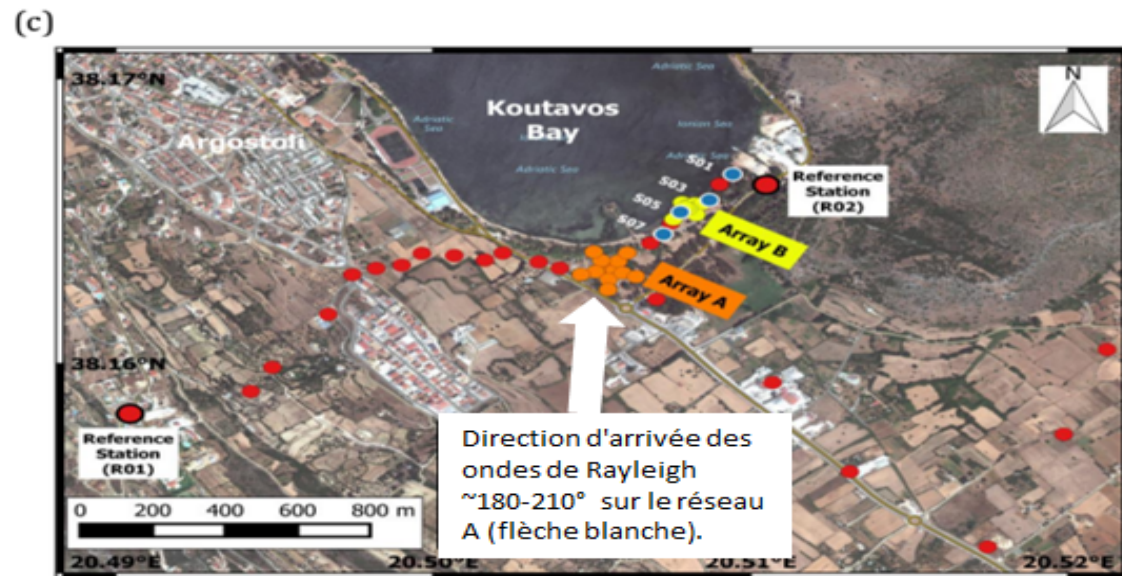 (c)
38.17°N
N
Adriatic Sea
Koutavos
Bay
Ionian Sea
Adriatic
Sea
Argostoli
Adriatic Sea
Adriatic Sea
S01
S03
S05
S07
Reference
Station
(R02)
Array B
Array A
38.16°N
Reference
Station
(R01)
Direction d'arrivée des
ondes de Rayleigh
~180-210° sur le réseau
A (flèche blanche).
0 200 400 600 800 m
20.49°E 20.50°E 20.51°E 20.52°E